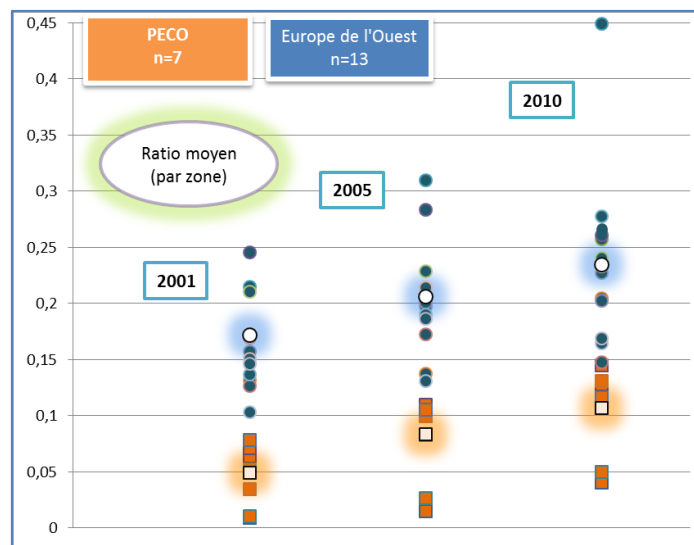 0,45
PECO
n=7
Europe de l'Ouest
n=13
0,4
2010
0,35
Ratio moyen
(par zone)
0,3
2005
0,25
2001
0,2
0,15
0,1
0,05
0